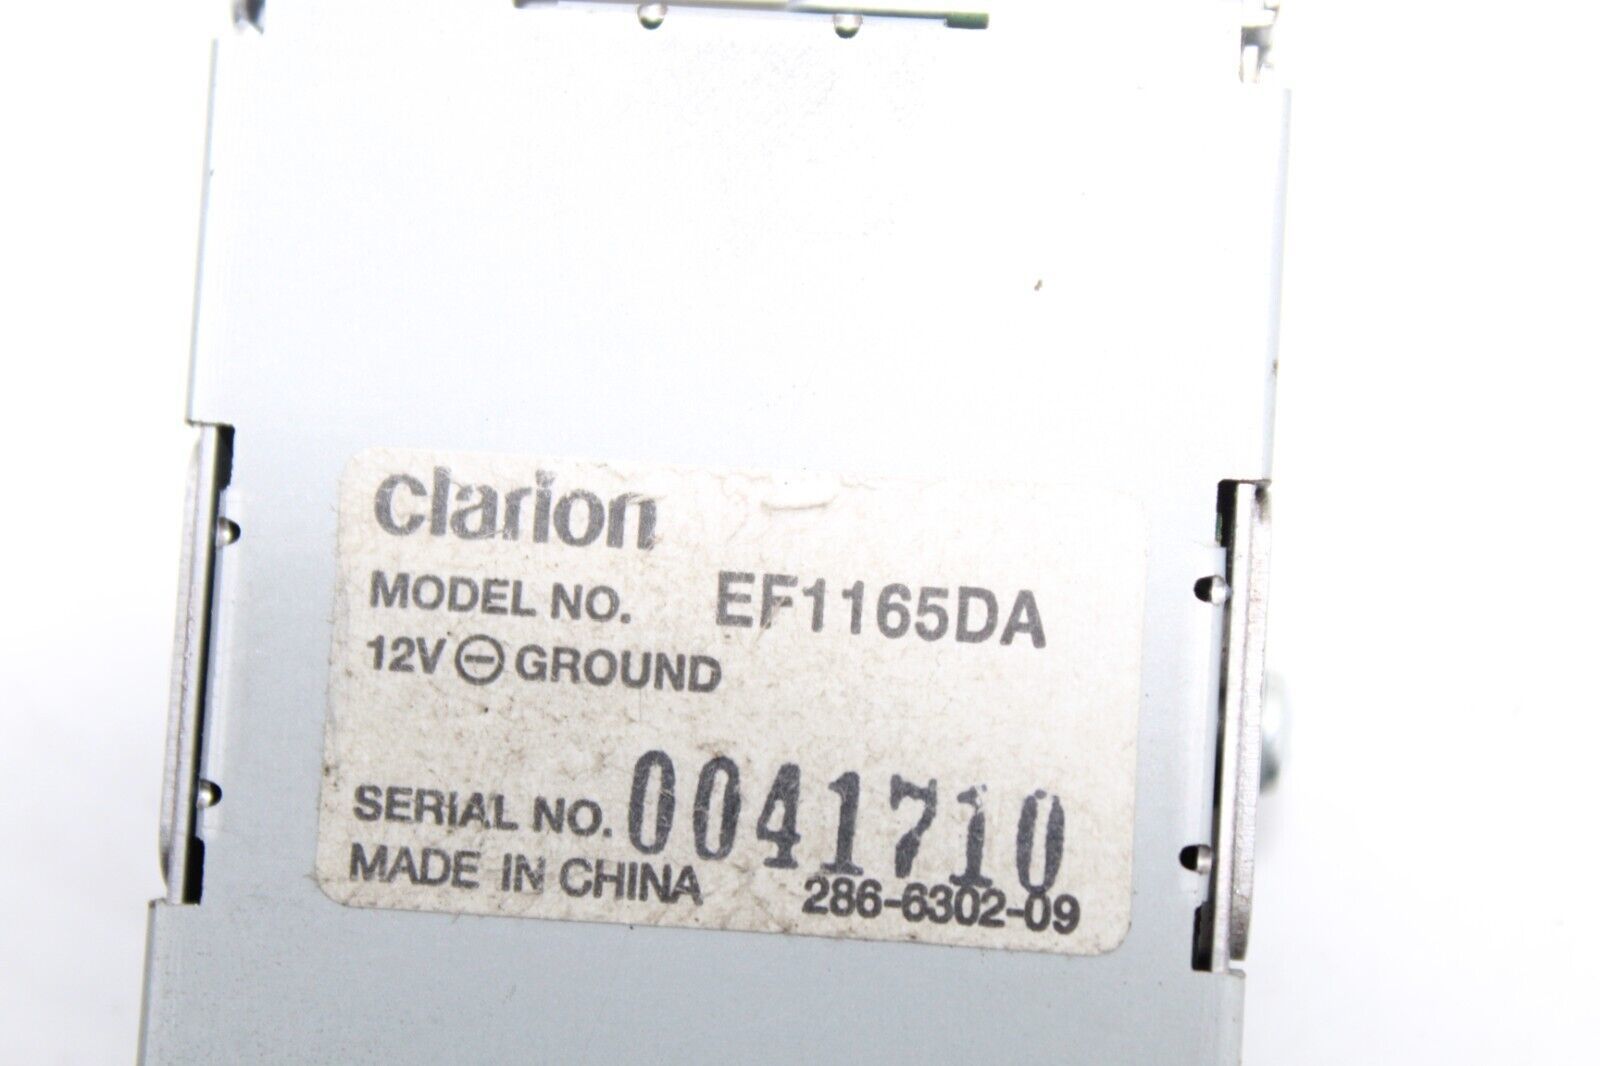 clarion
MODEL NO. EF1165DA
12V ⊖ GROUND
SERIAL NO. 0041710
MADE IN CHINA 286-6302-09